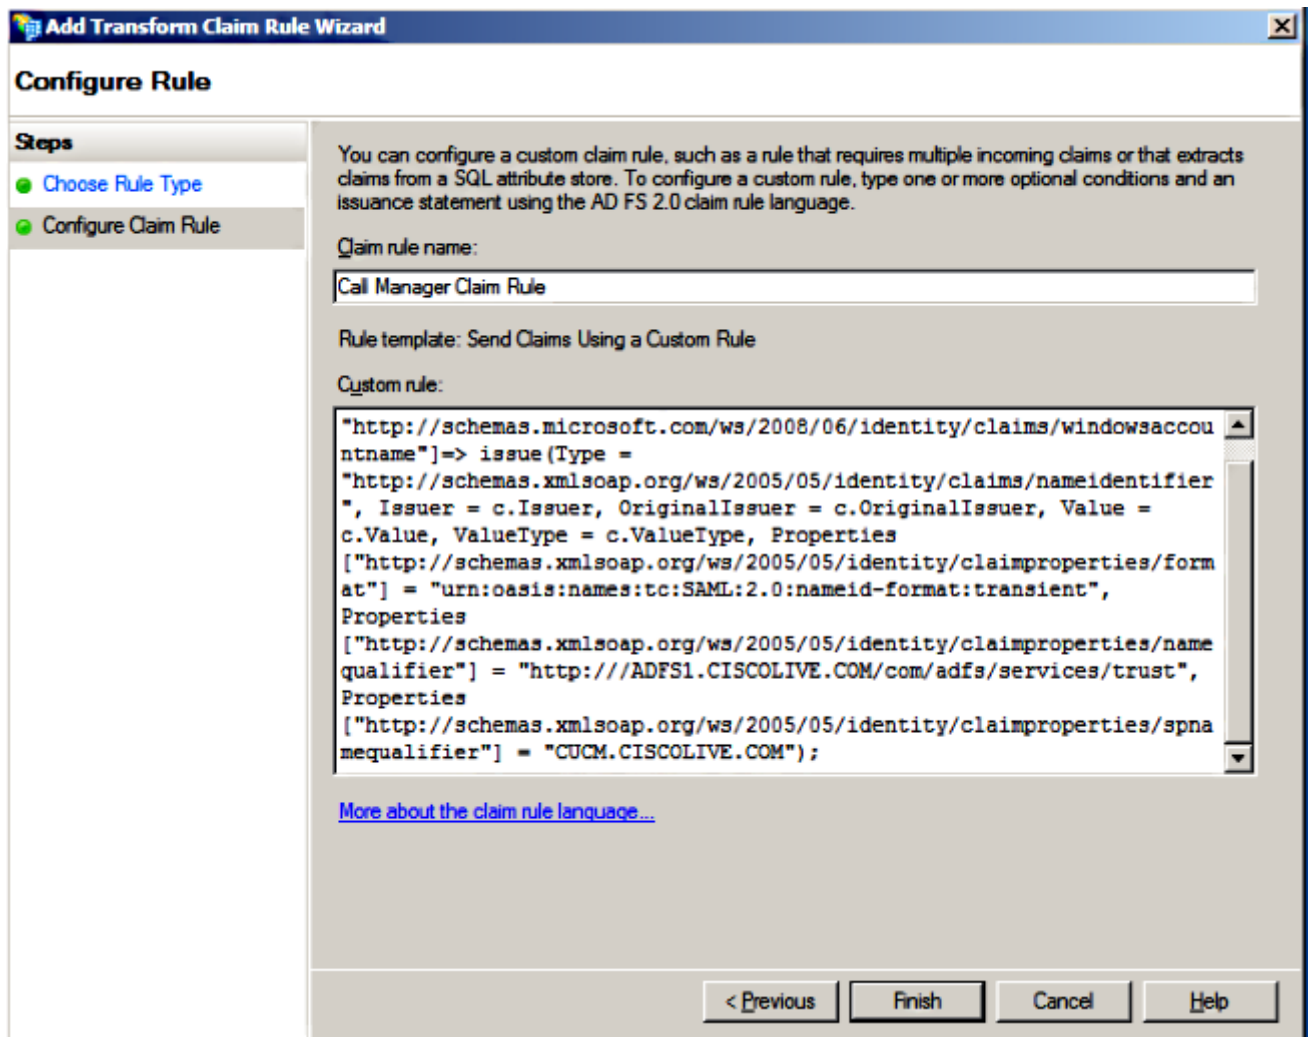 Add Transform Claim Rule Wizard
Configure Rule
Steps
Choose Rule Type
Configure Claim Rule
You can configure a custom claim rule, such as a rule that requires multiple incoming claims or that extracts
claims from a SQL attribute store. To configure a custom rule, type one or more optional conditions and an
issuance statement using the AD FS 2.0 claim rule language.
Claim rule name:
Call Manager Claim Rule
Rule template: Send Claims Using a Custom Rule
Custom rule:
"http://schemas.microsoft.com/ws/2008/06/identity/claims/windowsaccou
ntname"]=> issue(Type =
"http://schemas.xmlsoap.org/ws/2005/05/identity/claims/nameidentifier
", Issuer = c.Issuer, OriginalIssuer = c.OriginalIssuer, Value =
c.Value, ValueType = c.ValueType, Properties
["http://schemas.xmlsoap.org/ws/2005/05/identity/claimproperties/form
at"] = "urn:oasis:names:tc:SAML:2.0:nameid-format:transient",
Properties
["http://schemas.xmlsoap.org/ws/2005/05/identity/claimproperties/name
qualifier"] = "http:///ADFS1.CISCOLIVE.COM/com/adfs/services/trust",
Properties
["http://schemas.xmlsoap.org/ws/2005/05/identity/claimproperties/spna
mequalifier"] = "CUCM.CISCOLIVE.COM");
More about the claim rule language...
< Previous
Finish
Cancel
Help